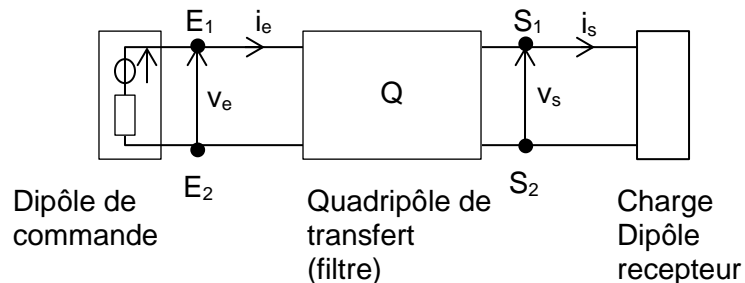 E1
ie
S1
is
ve
Q
vs
E2
S2
Dipôle de
commande
Quadripôle de
transfert
(filtre)
Charge
Dipôle
recepteur